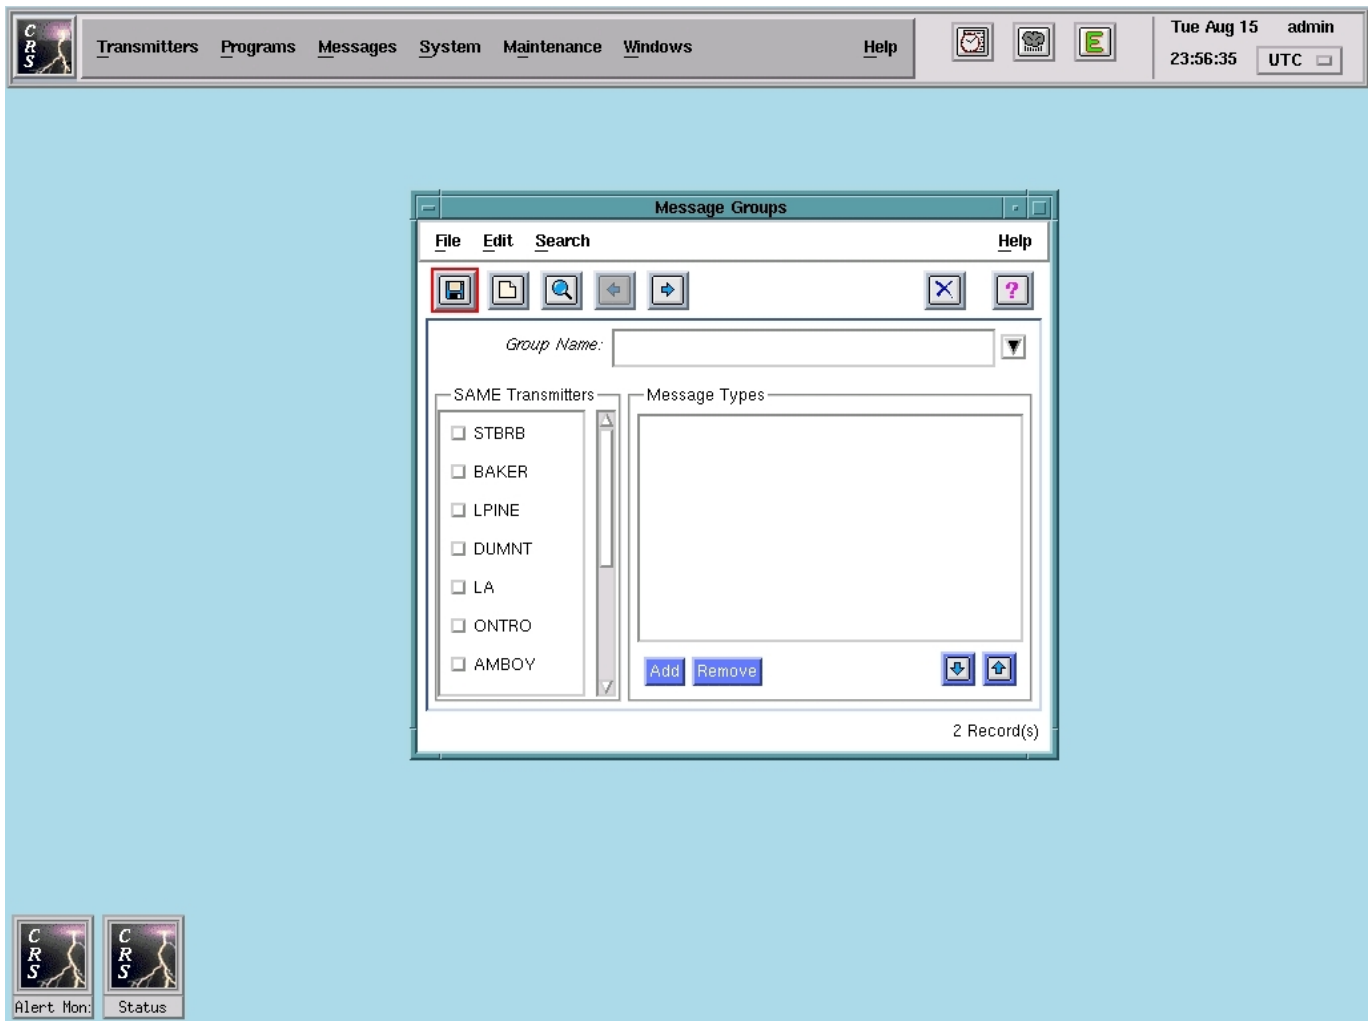 CRS
Transmitters Programs Messages System Maintenance Windows Help
E
Tue Aug 15 admin
23:56:35 UTC
Message Groups
File Edit Search Help
?
Group Name:
SAME Transmitters
Message Types
STBRB
BAKER
LPINE
DUMNT
LA
ONTRO
AMBOY
Add Remove
2 Record(s)
CRS
CRS
Alert Mon:
Status